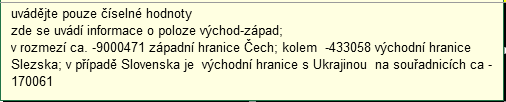 uvádějte pouze číselné hodnoty
zde se uvádí informace o poloze východ-západ;
v rozmezí ca. -9000471 západní hranice Čech; kolem  -433058 východní hranice
Slezska; v případě Slovenska je  východní hranice s Ukrajinou  na souřadnicích ca -
170061